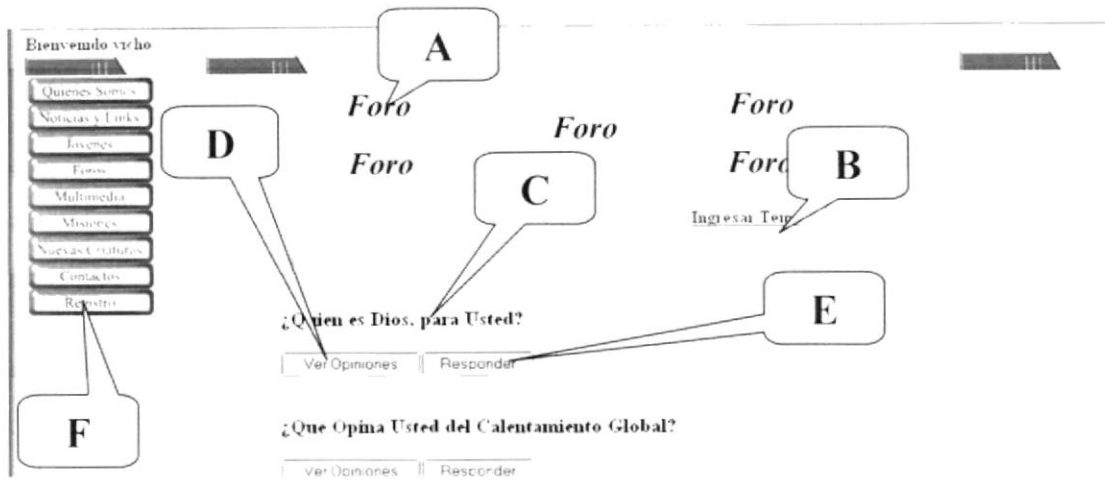 Bienvenido vicho
A
Quienes Somos
Noticias y Links
Jovenes
Foros
Multimedia
Misiones
Nuevas Criaturas
Contactos
Registro
Foro
Foro
Foro
Foro
Foro
D
C
B
Ingresar
E
¿Quien es Dios, para Usted?
Ver Opiniones
Responder
F
¿Que Opina Usted del Calentamiento Global?
Ver Opiniones
Responder